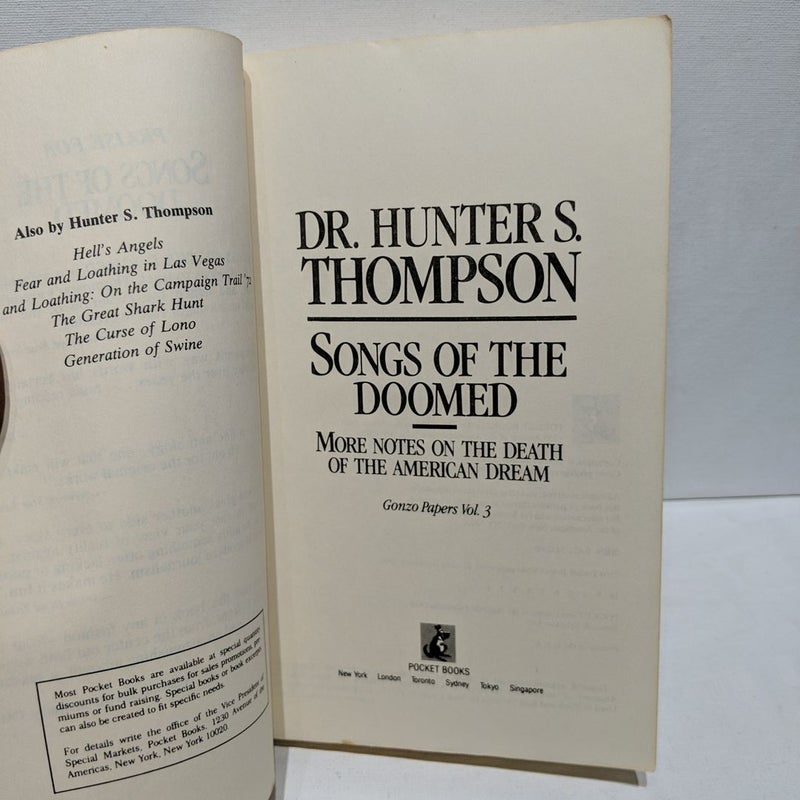 Also by Hunter S. Thompson
Hell's Angels
Fear and Loathing in Las Vegas
and Loathing: On the Campaign Trail '72
The Great Shark Hunt
The Curse of Lono
Generation of Swine
Most Pocket Books are available at special quantity
discounts for bulk purchases for sales promotions, pre-
miums or fund raising. Special books or book excerpts
can also be created to fit specific needs.
For details write the office of the Vice President of
Special Markets, Pocket Books, 1230 Avenue of the
Americas, New York, New York 10020.
DR. HUNTER S.
THOMPSON
SONGS OF THE
DOOMED
MORE NOTES ON THE DEATH
OF THE AMERICAN DREAM
Gonzo Papers Vol. 3
POCKET BOOKS
New York London Toronto Sydney Tokyo Singapore